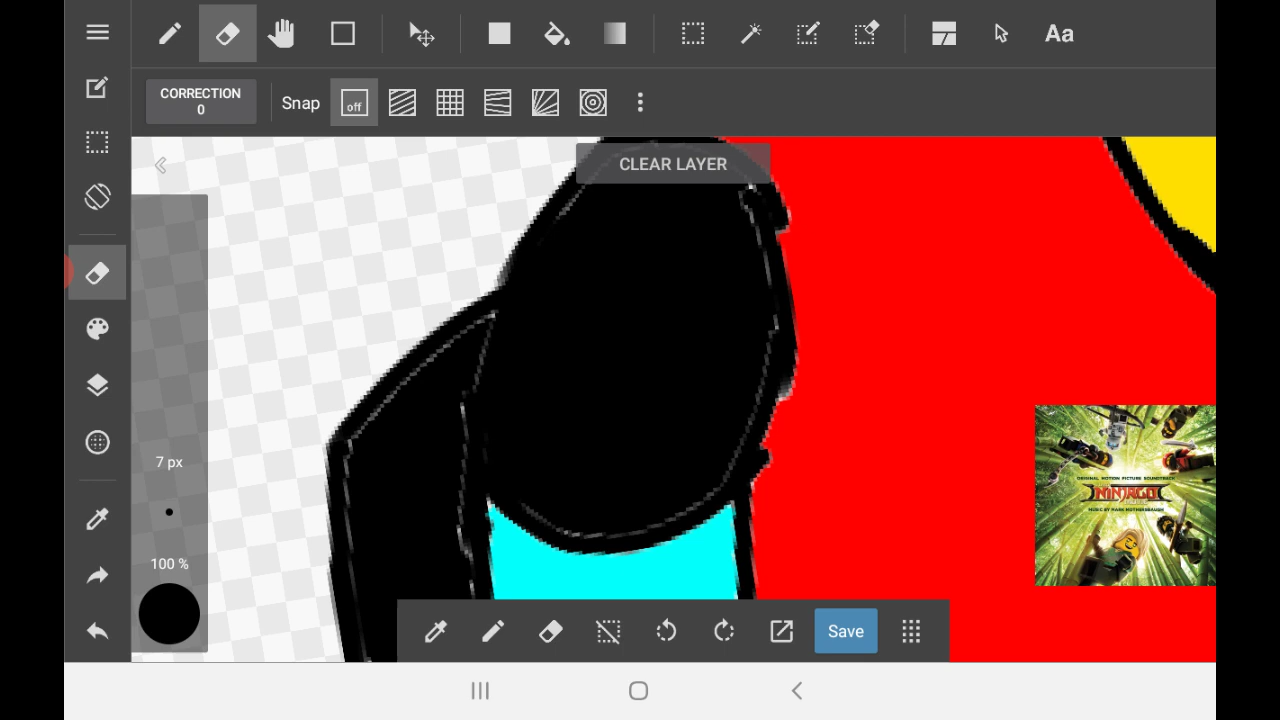 CORRECTION
0
Snap
off
Aa
CLEAR LAYER
7 px
100 %
ORIGINAL MOTION PICTURE SOUNDTRACK
NINJAGO
MUSIC BY MARK MOTHERSBAUGH
Save